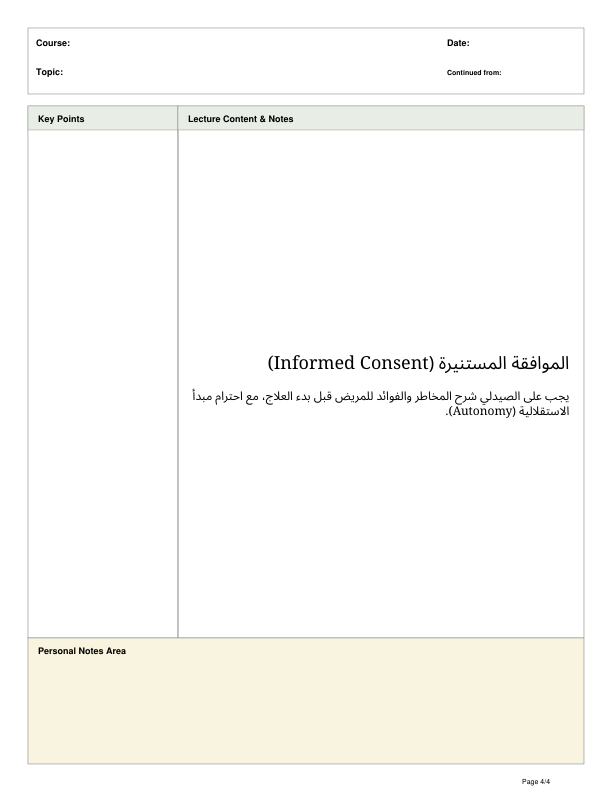 Course:
Date:
Topic:
Continued from:
Key Points
Lecture Content & Notes
الموافقة المستنيرة (Informed Consent)
يجب على الصيدلي شرح المخاطر والفوائد للمريض قبل بدء العلاج، مع احترام مبدأ
الاستقلالية (Autonomy).
Personal Notes Area
Page 4/4